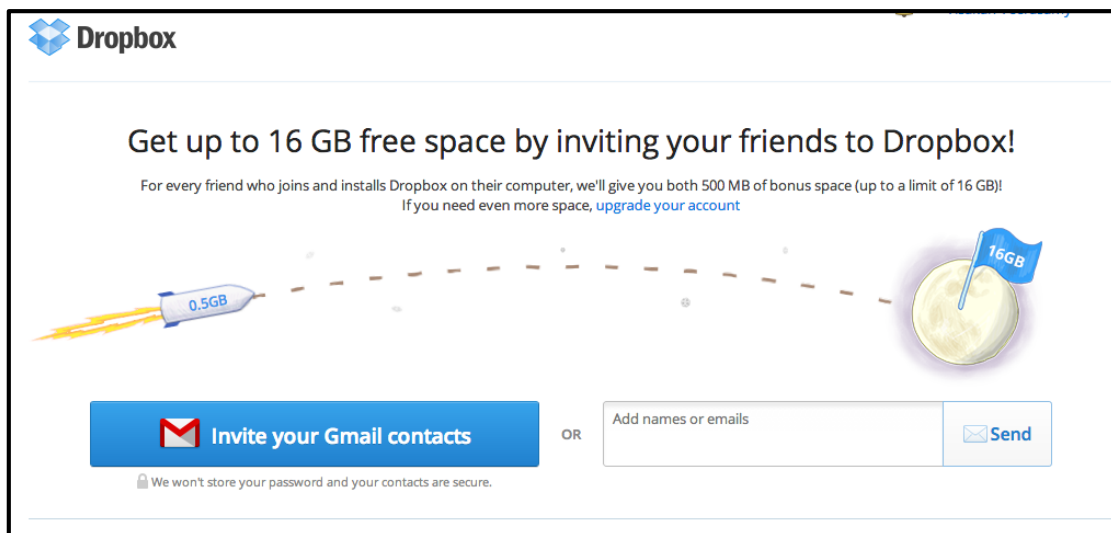 Dropbox
Get up to 16 GB free space by inviting your friends to Dropbox!
For every friend who joins and installs Dropbox on their computer, we'll give you both 500 MB of bonus space (up to a limit of 16 GB)!
If you need even more space, upgrade your account
16GB
0.5GB
Invite your Gmail contacts
OR
Add names or emails
Send
We won't store your password and your contacts are secure.